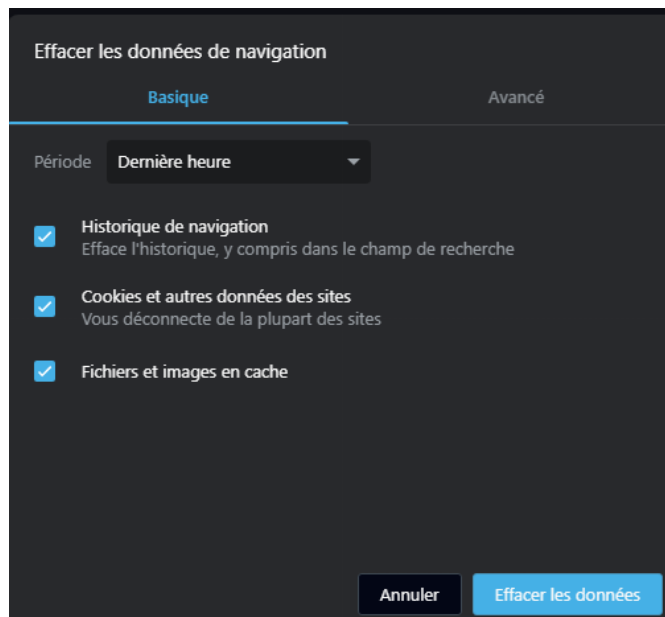 Effacer les données de navigation
Basique
Avancé
Période
Dernière heure
Historique de navigation
Efface l'historique, y compris dans le champ de recherche
Cookies et autres données des sites
Vous déconnecte de la plupart des sites
Fichiers et images en cache
Annuler
Effacer les données